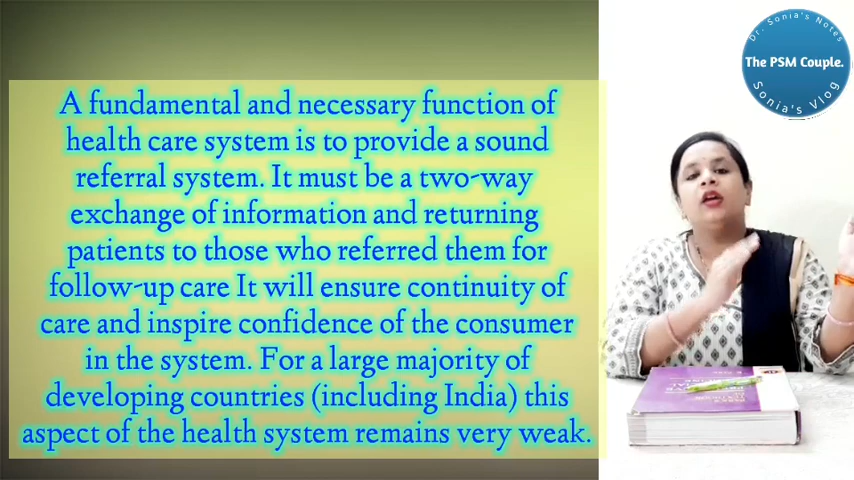 A fundamental and necessary function of
health care system is to provide a sound
referral system. It must be a two-way
exchange of information and returning
patients to those who referred them for
follow-up care It will ensure continuity of
care and inspire confidence of the consumer
in the system. For a large majority of
developing countries (including India) this
aspect of the health system remains very weak.
Dr. Sonia's Notes
The PSM Couple.
Sonia's Vlog